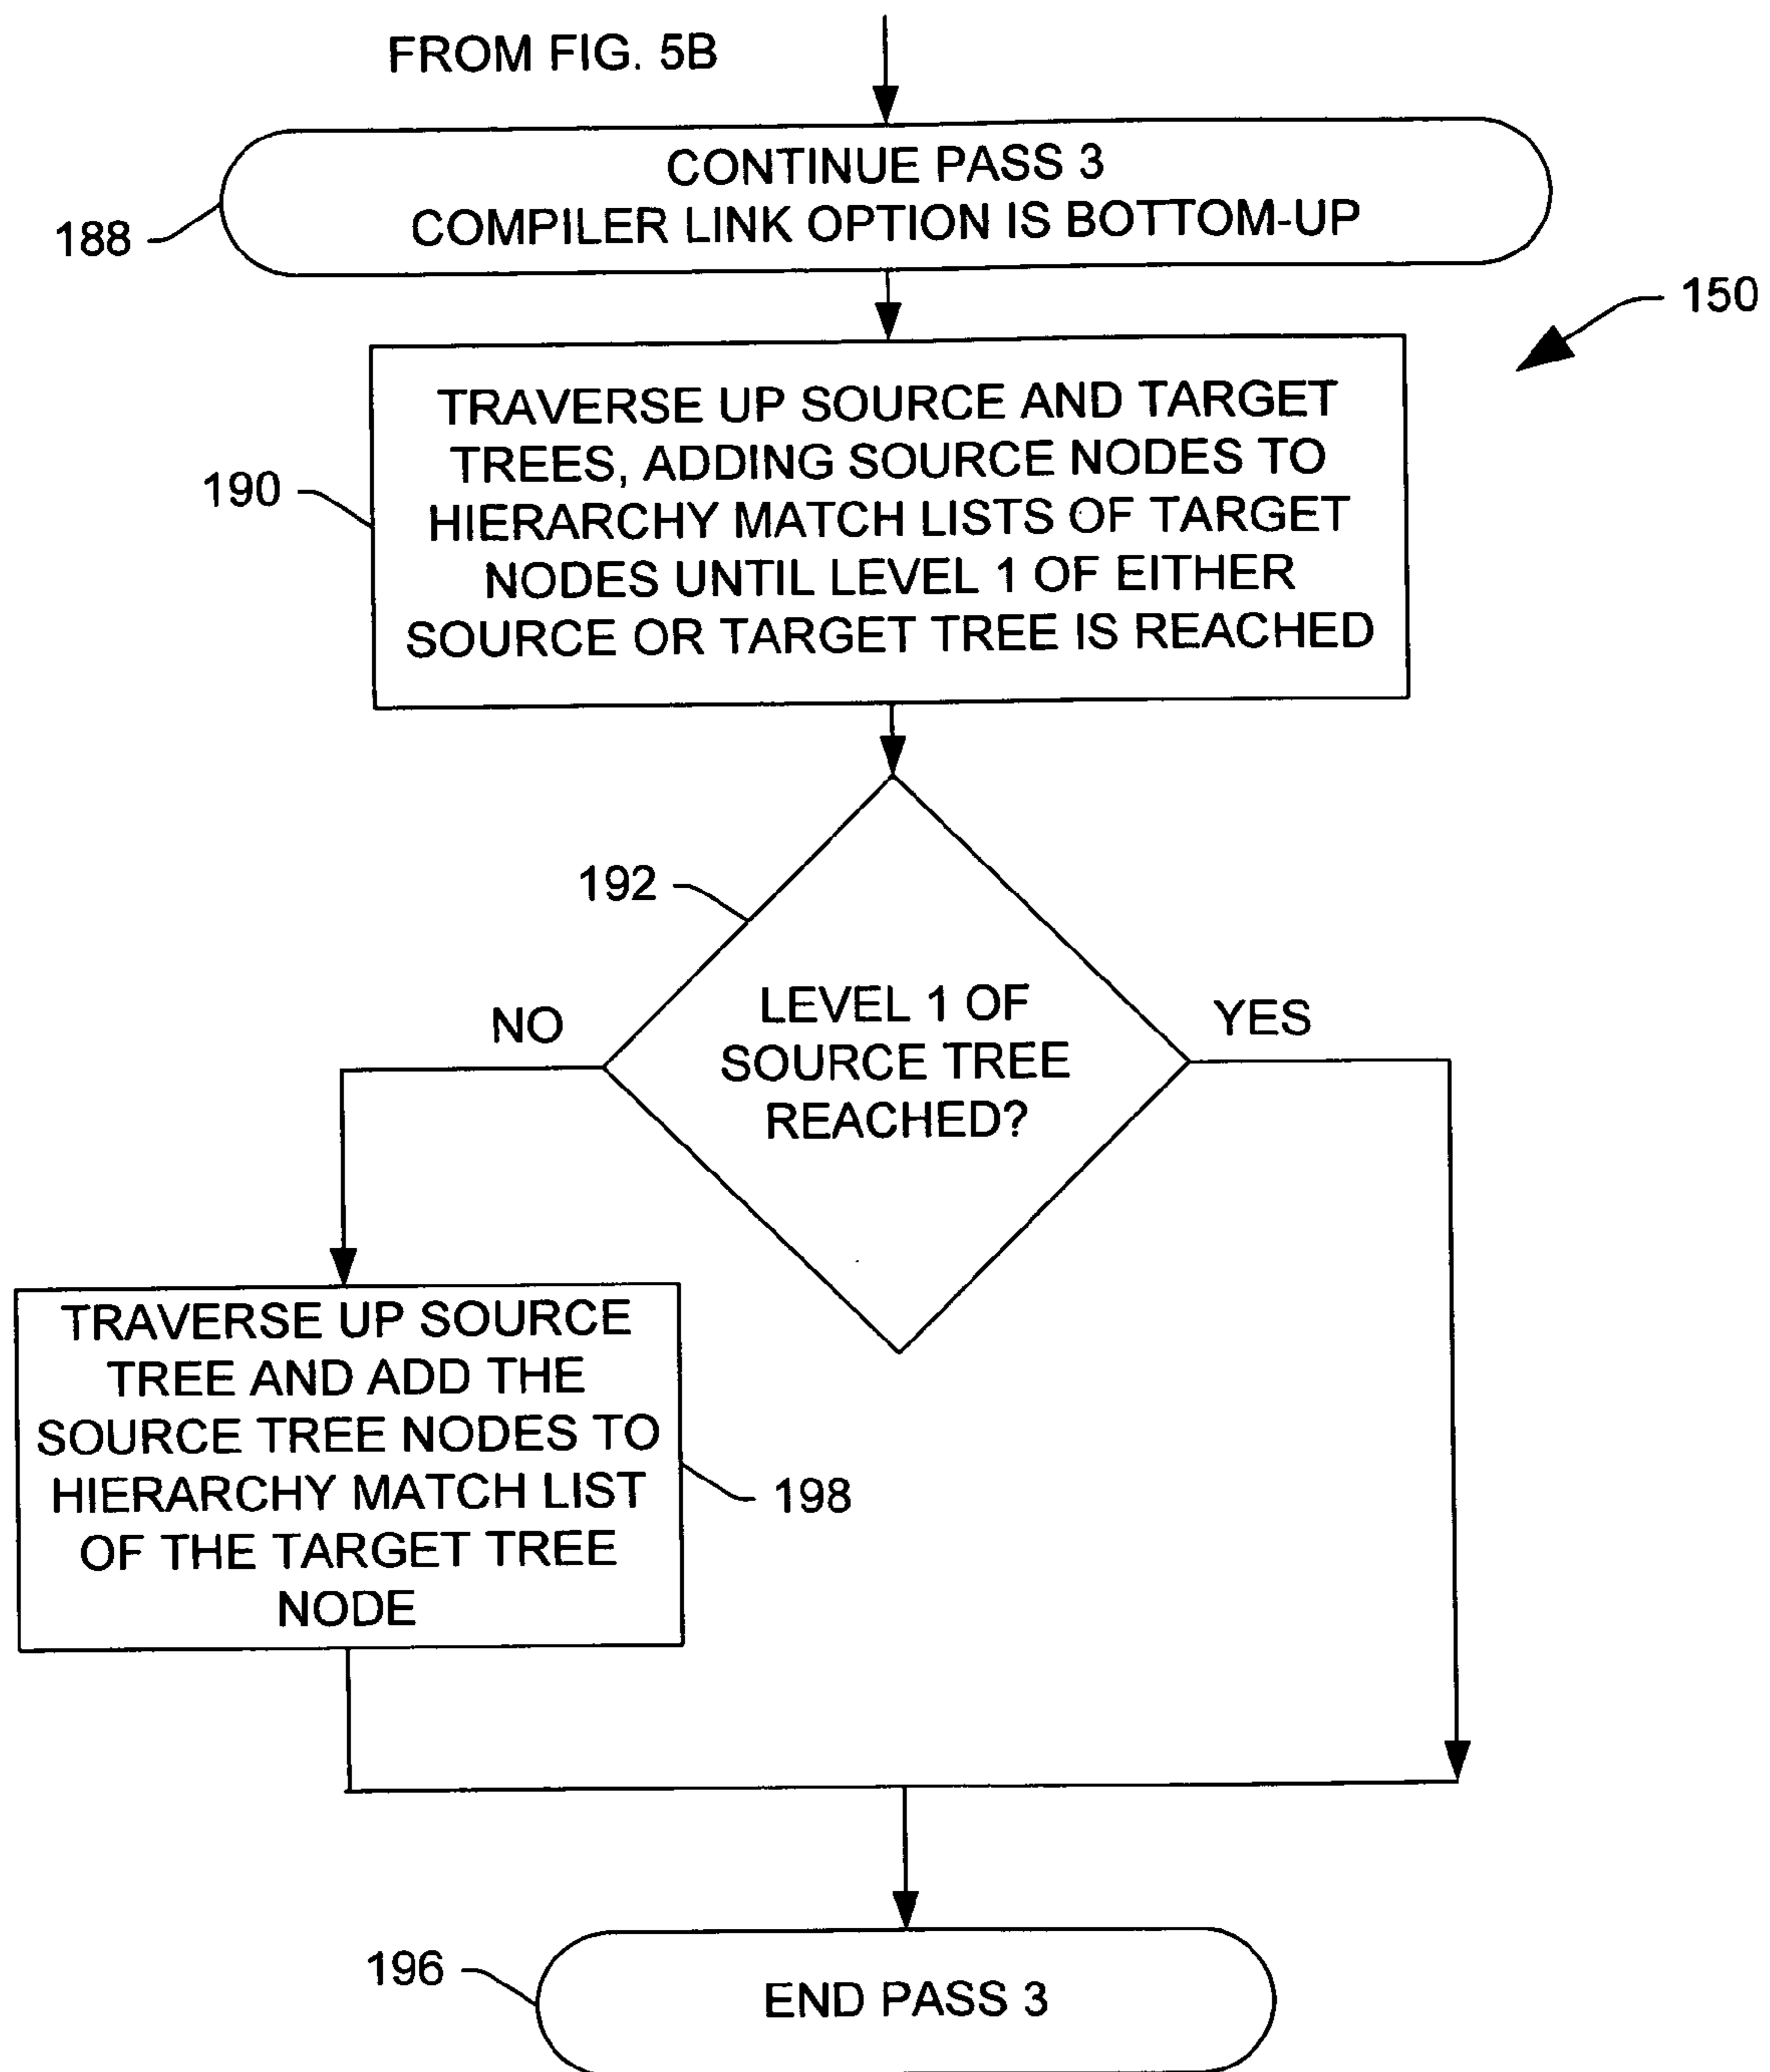 FROM FIG. 5B
CONTINUE PASS 3
COMPILER LINK OPTION IS BOTTOM-UP
188
150
TRAVERSE UP SOURCE AND TARGET
TREES, ADDING SOURCE NODES TO
HIERARCHY MATCH LISTS OF TARGET
NODES UNTIL LEVEL 1 OF EITHER
SOURCE OR TARGET TREE IS REACHED
190
192
LEVEL 1 OF
SOURCE TREE
REACHED?
NO
YES
TRAVERSE UP SOURCE
TREE AND ADD THE
SOURCE TREE NODES TO
HIERARCHY MATCH LIST
OF THE TARGET TREE
NODE
198
196
END PASS 3